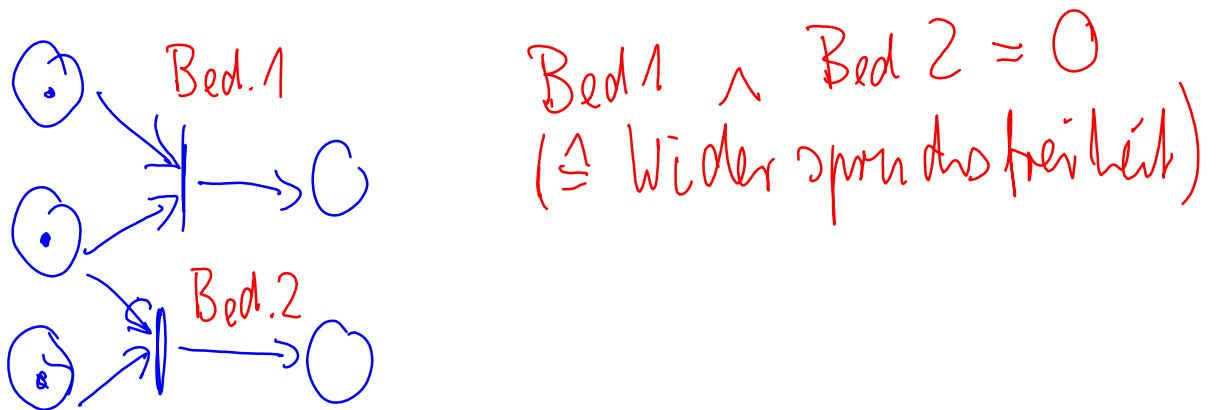 Bed.1
Bed 1 ∧ Bed 2 = 0
(≙ Widerspruchsfreiheit)
Bed.2